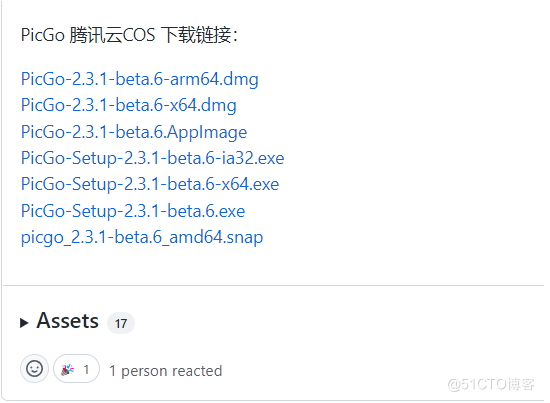 PicGo 腾讯云COS 下载链接：
PicGo-2.3.1-beta.6-arm64.dmg
PicGo-2.3.1-beta.6-x64.dmg
PicGo-2.3.1-beta.6.AppImage
PicGo-Setup-2.3.1-beta.6-ia32.exe
PicGo-Setup-2.3.1-beta.6-x64.exe
PicGo-Setup-2.3.1-beta.6.exe
picgo_2.3.1-beta.6_amd64.snap
Assets 17
1 1 person reacted
@51CTO博客